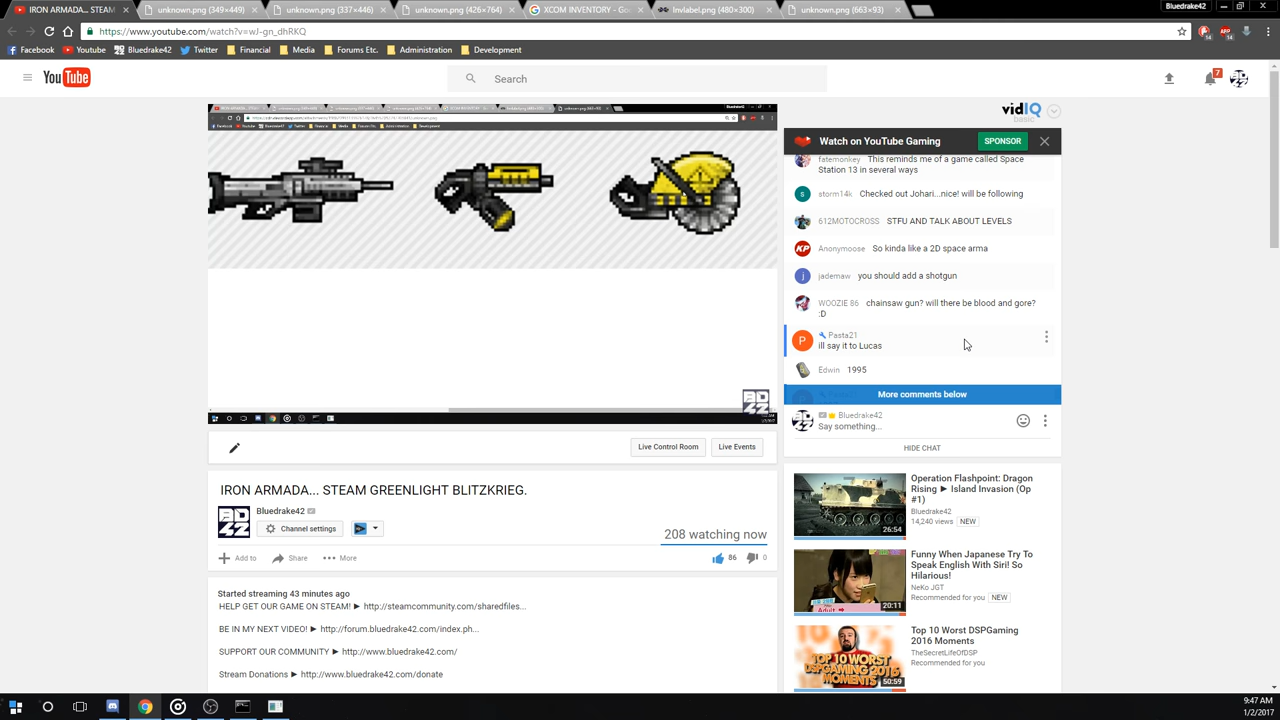 IRON ARMADA... STEAM
unknown.png (349×449)
unknown.png (337×446)
unknown.png (426×764)
XCOM INVENTORY - Goo
Invlabel.png (480×300)
unknown.png (663×93)
Bluedrake42
https://www.youtube.com/watch?v=wJ-gn_dhRKQ
Facebook
Youtube
Bluedrake42
Twitter
Financial
Media
Forums Etc.
Administration
Development
YouTube
Search
7
vidIQ
basic
Watch on YouTube Gaming
SPONSOR
fatemonkey This reminds me of a game called Space
Station 13 in several ways
s storm14k Checked out Johari...nice! will be following
612MOTOCROSS STFU AND TALK ABOUT LEVELS
KP Anonymoose So kinda like a 2D space arma
j jademaw you should add a shotgun
WOOZIE 86 chainsaw gun? will there be blood and gore?
:D
Pasta21
P ill say it to Lucas
Edwin 1995
More comments below
Bluedrake42
Say something...
HIDE CHAT
Live Control Room
Live Events
IRON ARMADA... STEAM GREENLIGHT BLITZKRIEG.
Bluedrake42
Channel settings
208 watching now
Add to
Share
More
86
0
Started streaming 43 minutes ago
HELP GET OUR GAME ON STEAM! ► http://steamcommunity.com/sharedfiles...
BE IN MY NEXT VIDEO! ► http://forum.bluedrake42.com/index.ph...
SUPPORT OUR COMMUNITY ► http://www.bluedrake42.com/
Stream Donations ► http://www.bluedrake42.com/donate
Operation Flashpoint: Dragon
Rising ► Island Invasion (Op
#1)
Bluedrake42
14,240 views NEW
26:54
Funny When Japanese Try To
Speak English With Siri! So
Hilarious!
NeKo JGT
Recommended for you NEW
20:11
Top 10 Worst DSPGaming
2016 Moments
TheSecretLifeOfDSP
Recommended for you
TOP 10 WORST
DSPGAMING
2016 MOMENTS
50:59
9:47 AM
1/2/2017